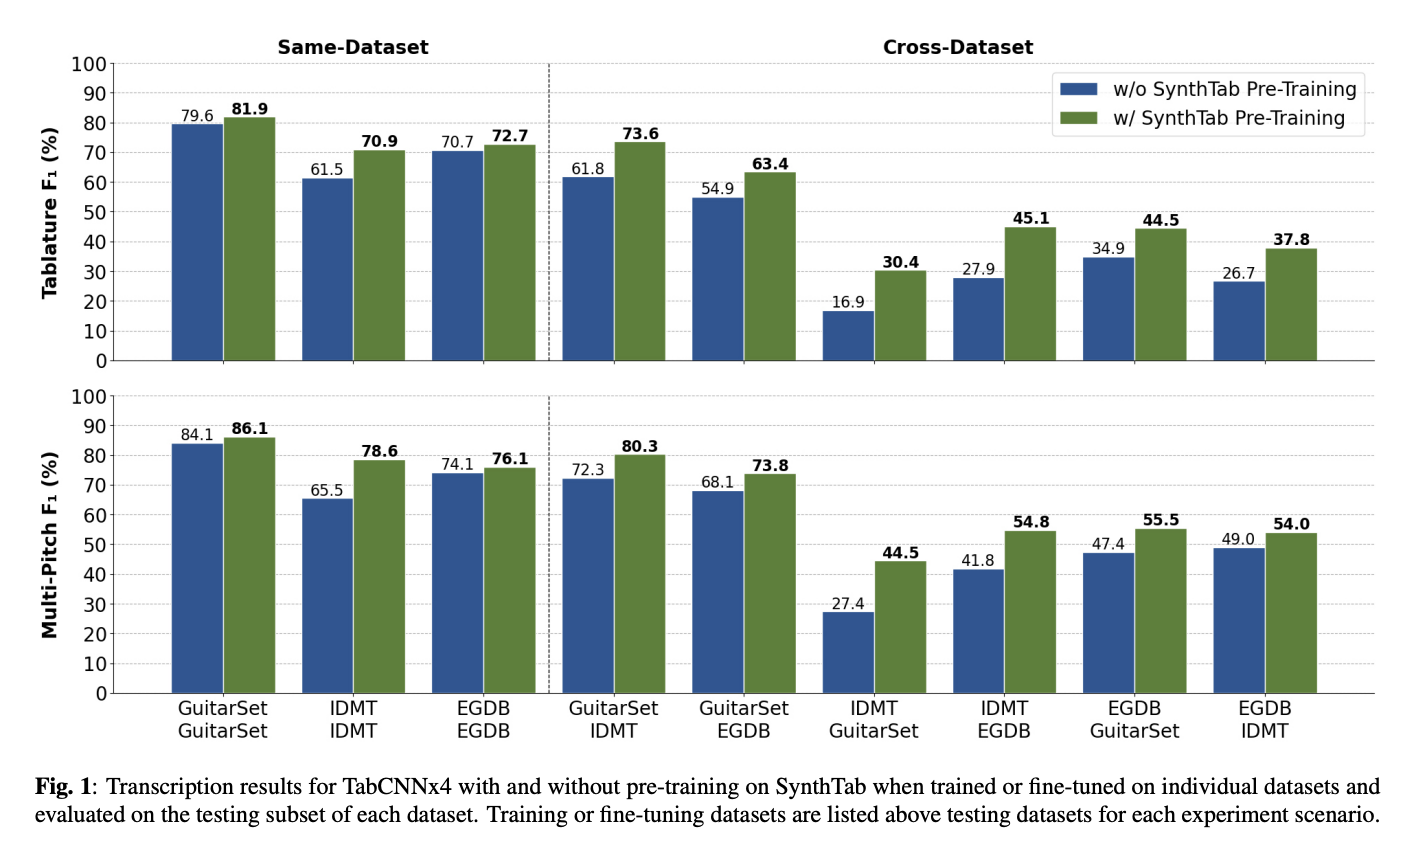 Same-Dataset Cross-Dataset
w/o SynthTab Pre-Training
w/ SynthTab Pre-Training
Tablature F₁ (%)
100
90
80
70
60
50
40
30
20
10
0
79.6 81.9 61.5 70.9 70.7 72.7 61.8 73.6 54.9 63.4 16.9 30.4 27.9 45.1 34.9 44.5 26.7 37.8
Multi-Pitch F₁ (%)
100
90
80
70
60
50
40
30
20
10
0
84.1 86.1 65.5 78.6 74.1 76.1 72.3 80.3 68.1 73.8 27.4 44.5 41.8 54.8 47.4 55.5 49.0 54.0
GuitarSet IDMT EGDB GuitarSet GuitarSet IDMT IDMT EGDB EGDB
GuitarSet IDMT EGDB IDMT EGDB GuitarSet EGDB GuitarSet IDMT
Fig. 1: Transcription results for TabCNNx4 with and without pre-training on SynthTab when trained or fine-tuned on individual datasets and
evaluated on the testing subset of each dataset. Training or fine-tuning datasets are listed above testing datasets for each experiment scenario.